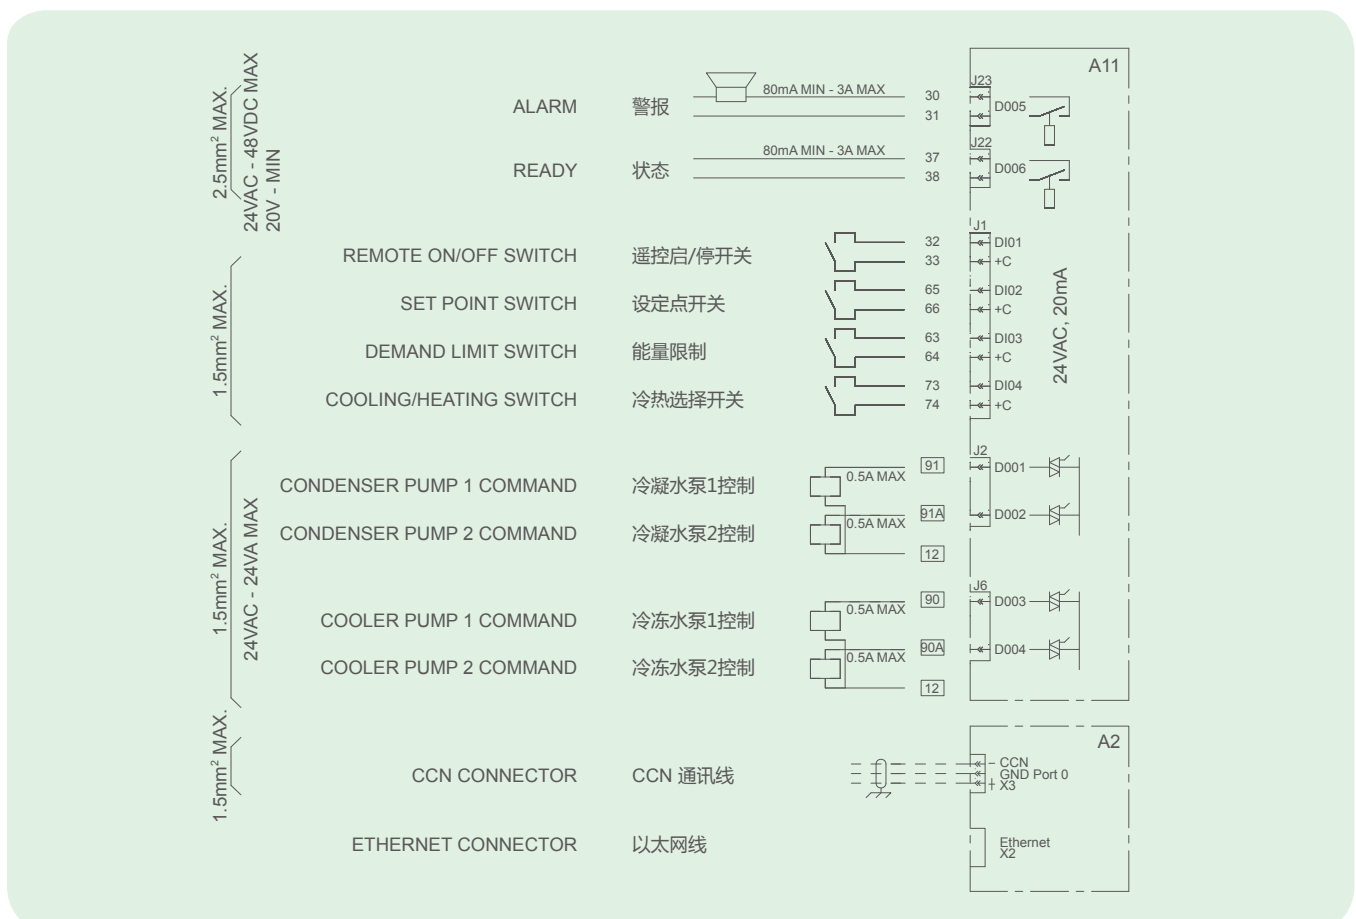 A11
J23
2.5mm² MAX.
24VAC - 48VDC MAX
20V - MIN
ALARM 警报 80mA MIN - 3A MAX 30 D005
31
J22
READY 状态 80mA MIN - 3A MAX 37 D006
38
J1
1.5mm² MAX.
REMOTE ON/OFF SWITCH 遥控启/停开关 32 DI01
33 +C
SET POINT SWITCH 设定点开关 65 DI02
66 +C
DEMAND LIMIT SWITCH 能量限制 63 DI03
64 +C
COOLING/HEATING SWITCH 冷热选择开关 73 DI04
74 +C
24VAC, 20mA
J2
1.5mm² MAX.
24VAC - 24VA MAX
CONDENSER PUMP 1 COMMAND 冷凝水泵1控制 0.5A MAX 91 D001
CONDENSER PUMP 2 COMMAND 冷凝水泵2控制 0.5A MAX 91A D002
12
J6
COOLER PUMP 1 COMMAND 冷冻水泵1控制 0.5A MAX 90 D003
COOLER PUMP 2 COMMAND 冷冻水泵2控制 0.5A MAX 90A D004
12
A2
1.5mm² MAX.
CCN CONNECTOR CCN 通讯线 - CCN
GND Port 0
+ X3
ETHERNET CONNECTOR 以太网线 Ethernet
X2